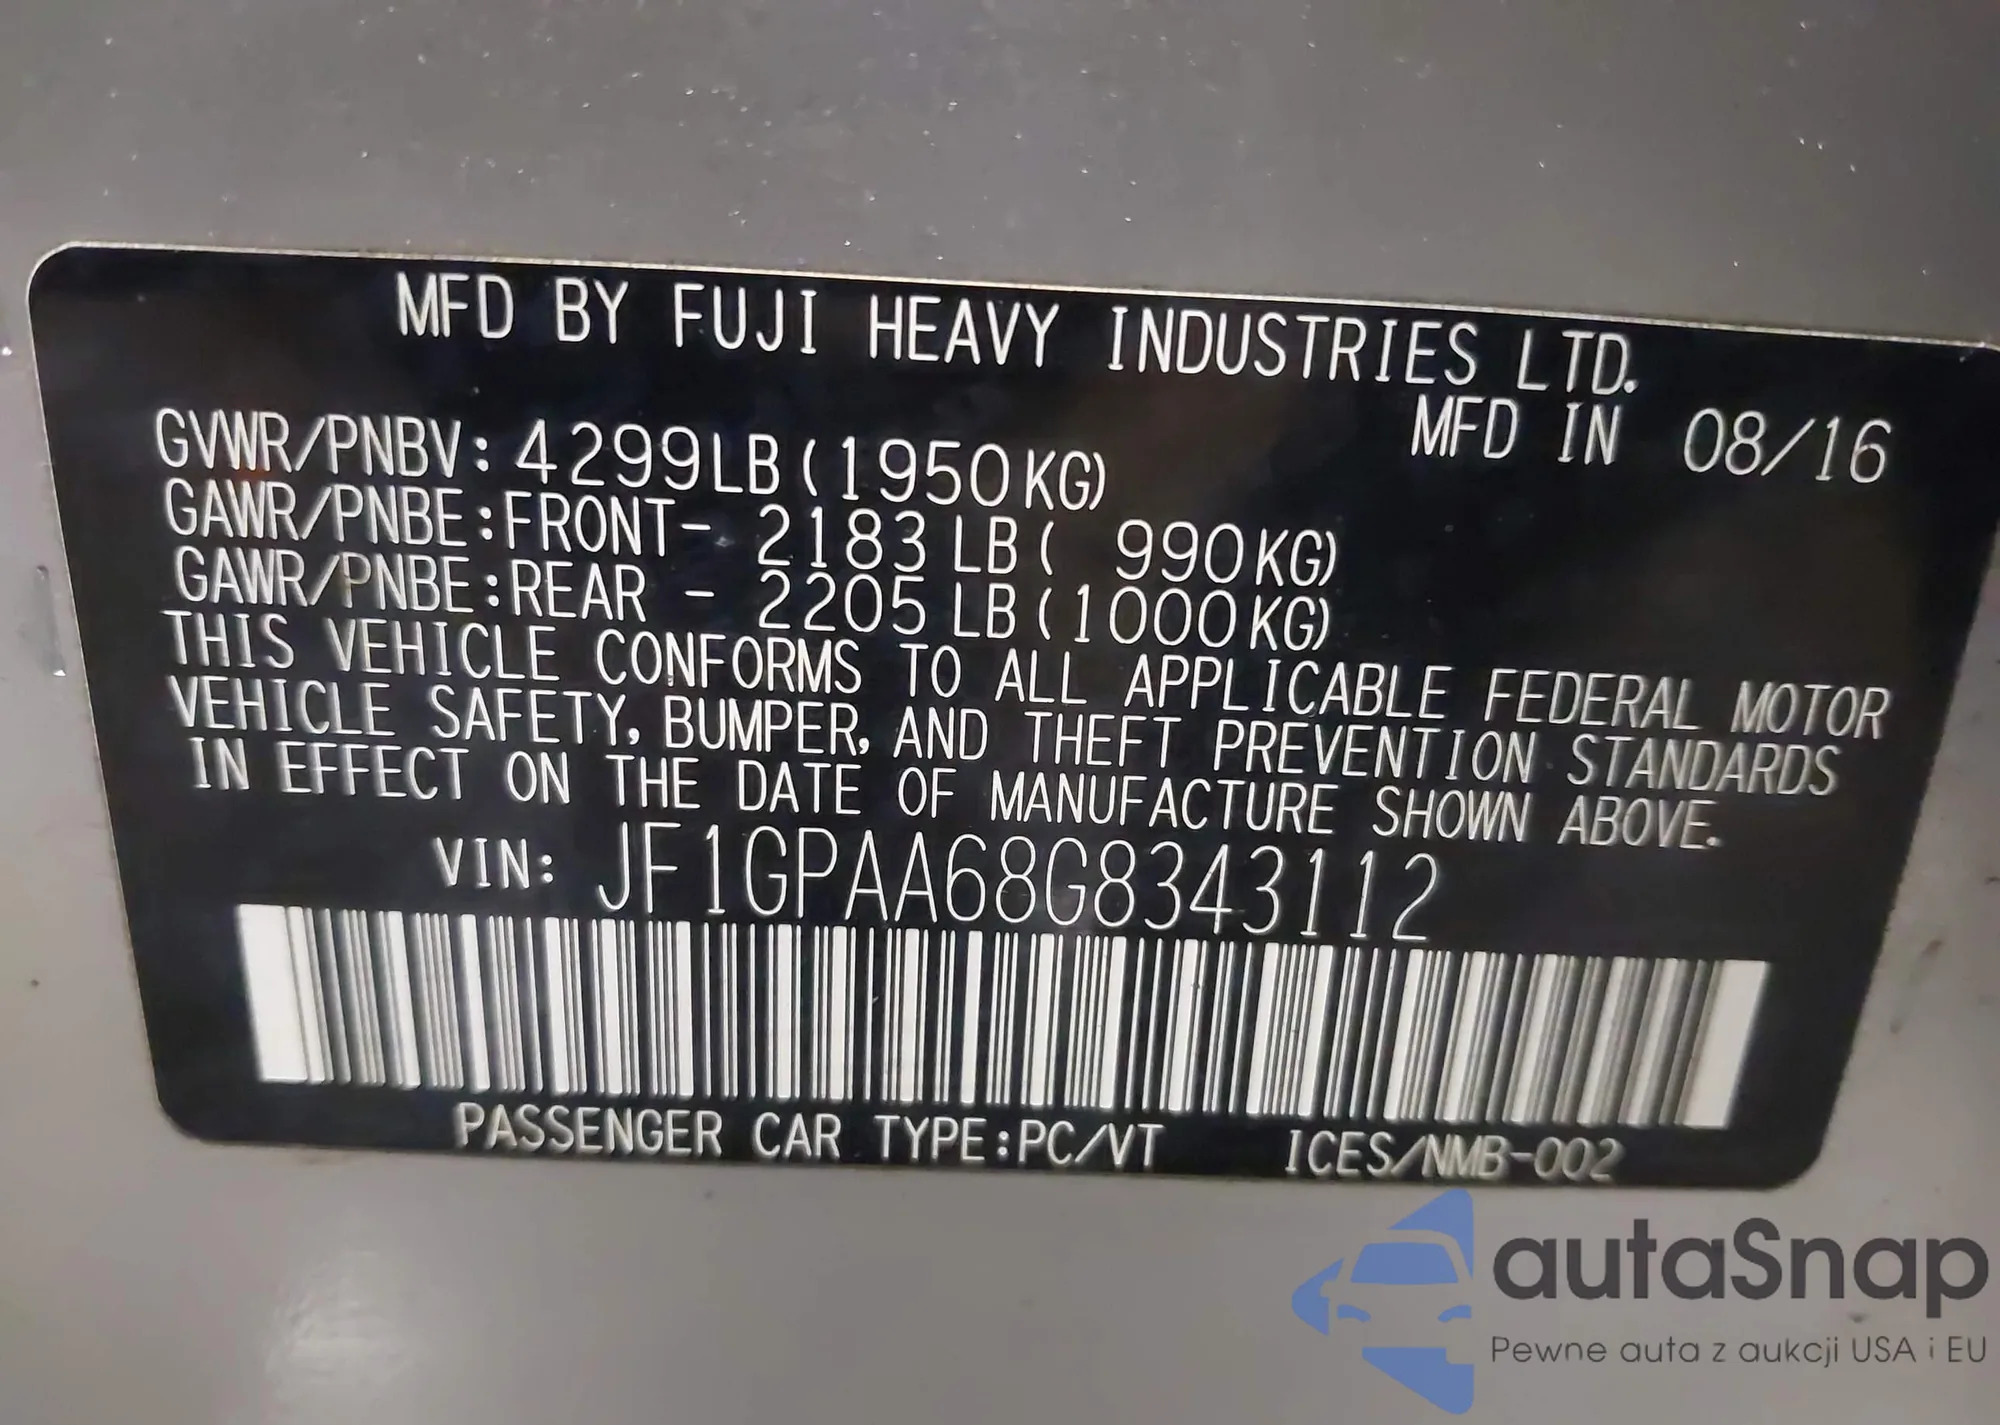 MFD BY FUJI HEAVY INDUSTRIES LTD.
MFD IN 08/16
GVWR/PNBV: 4299LB (1950KG)
GAWR/PNBE:FRONT- 2183 LB( 990KG)
GAWR/PNBE:REAR - 2205 LB (1000KG)
THIS VEHICLE CONFORMS TO ALL APPLICABLE FEDERAL MOTOR
VEHICLE SAFETY, BUMPER, AND THEFT PREVENTION STANDARDS
IN EFFECT ON THE DATE OF MANUFACTURE SHOWN ABOVE.
VIN: JF1GPAA68G8343112
PASSENGER CAR TYPE:PC/VT ICES/NMB-002
autaSnap
Pewne auta z aukcji USA i EU